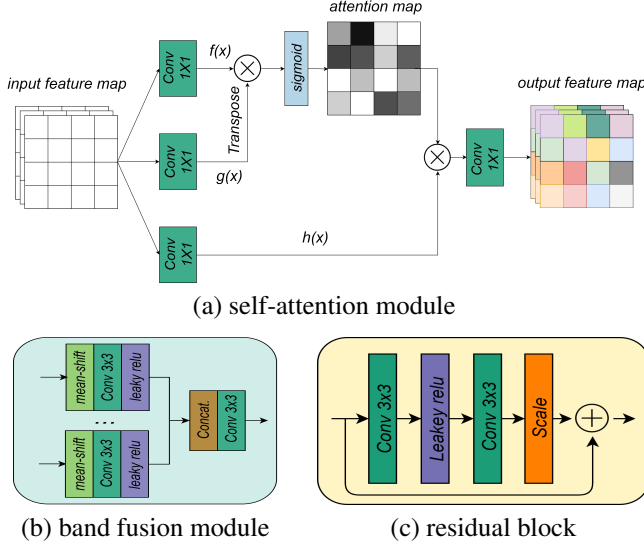 attention map
input feature map
Conv 1X1
f(x)
Transpose
sigmoid
output feature map
Conv 1X1
g(x)
Conv 1X1
Conv 1X1
h(x)
(a) self-attention module
mean-shift
Conv 3x3
leaky relu
...
mean-shift
Conv 3x3
leaky relu
Concat.
Conv 3x3
(b) band fusion module
Conv 3x3
Leakey relu
Conv 3x3
Scale
(c) residual block